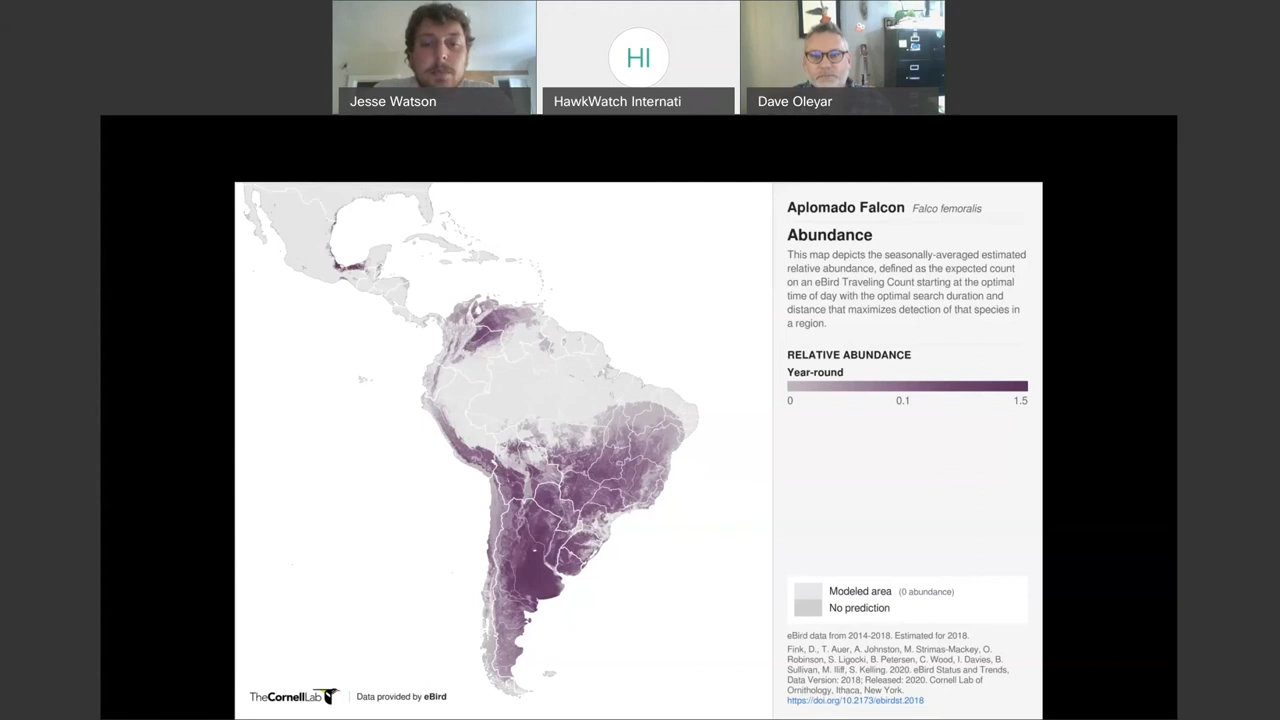 HI
Jesse Watson
HawkWatch Internati
Dave Oleyar
Aplomado Falcon Falco femoralis
Abundance
This map depicts the seasonally-averaged estimated
relative abundance, defined as the expected count
on an eBird Traveling Count starting at the optimal
time of day with the optimal search duration and
distance that maximizes detection of that species in
a region.
RELATIVE ABUNDANCE
Year-round
0 0.1 1.5
Modeled area (0 abundance)
No prediction
eBird data from 2014-2018. Estimated for 2018.
Fink, D., T. Auer, A. Johnston, M. Strimas-Mackey, O.
Robinson, S. Ligocki, B. Petersen, C. Wood, I. Davies, B.
Sullivan, M. Iliff, S. Kelling. 2020. eBird Status and Trends,
Data Version: 2018; Released: 2020. Cornell Lab of
Ornithology, Ithaca, New York.
https://doi.org/10.2173/ebirdst.2018
TheCornellLab Data provided by eBird